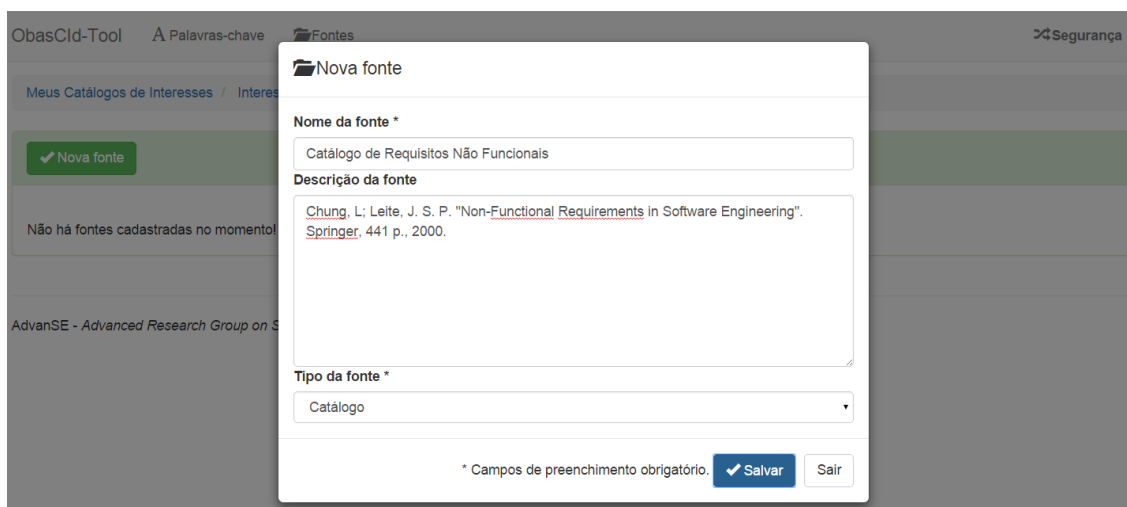 ObasCId-Tool A Palavras-chave Fontes Segurança
Nova fonte
Meus Catálogos de Interesses / Interes
Nome da fonte *
Catálogo de Requisitos Não Funcionais
Nova fonte
Descrição da fonte
Chung, L; Leite, J. S. P. "Non-Functional Requirements in Software Engineering".
Springer, 441 p., 2000.
Não há fontes cadastradas no momento!
AdvanSE - Advanced Research Group on S
Tipo da fonte *
Catálogo
* Campos de preenchimento obrigatório. Salvar Sair